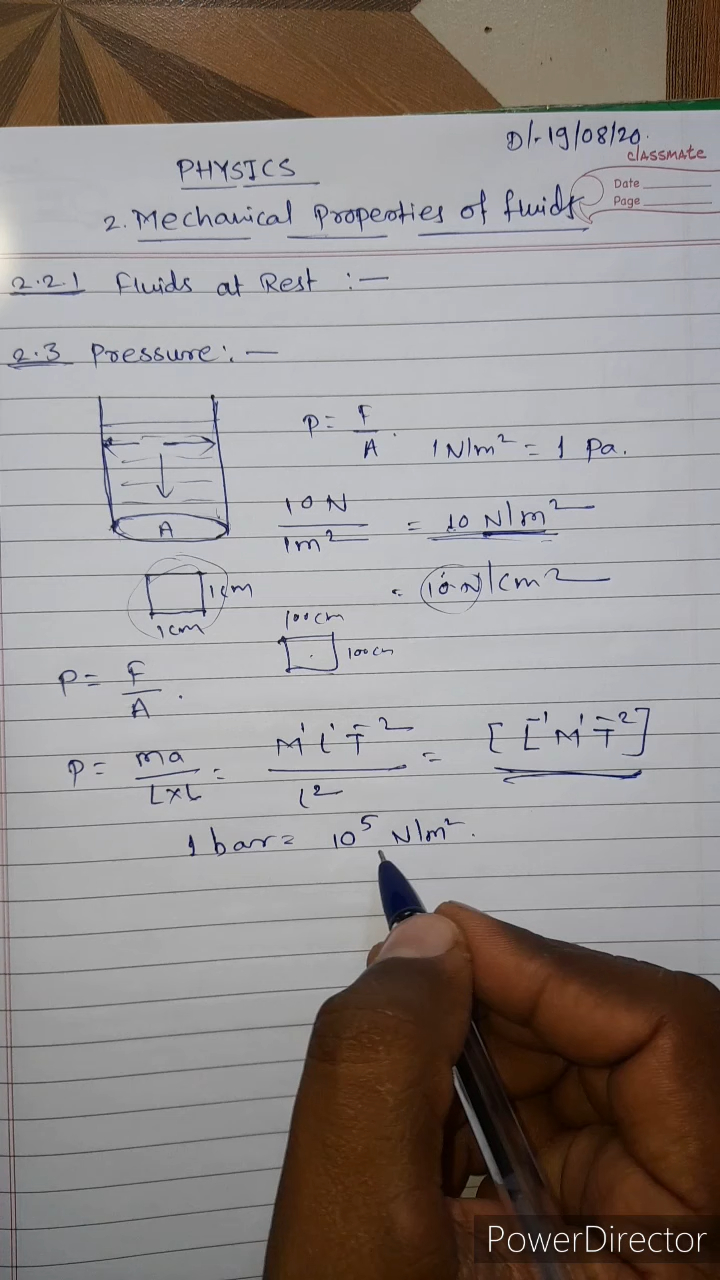 D/-19/08/20.
classmate
Date
Page
PHYSICS
2. Mechanical Properties of fluids
2.2.1 Fluids at Rest :-
2.3 Pressure :-
P = F/A. 1 N/m² = 1 Pa.
A
10N/1m² = 10 N/m²
1cm
1cm
= 10N/cm²
100cm
100cm
P = F/A.
P = ma/L×L = M¹L¹T⁻²/L² = [L⁻¹M¹T⁻²]
1 bar = 10⁵ N/m².
PowerDirector